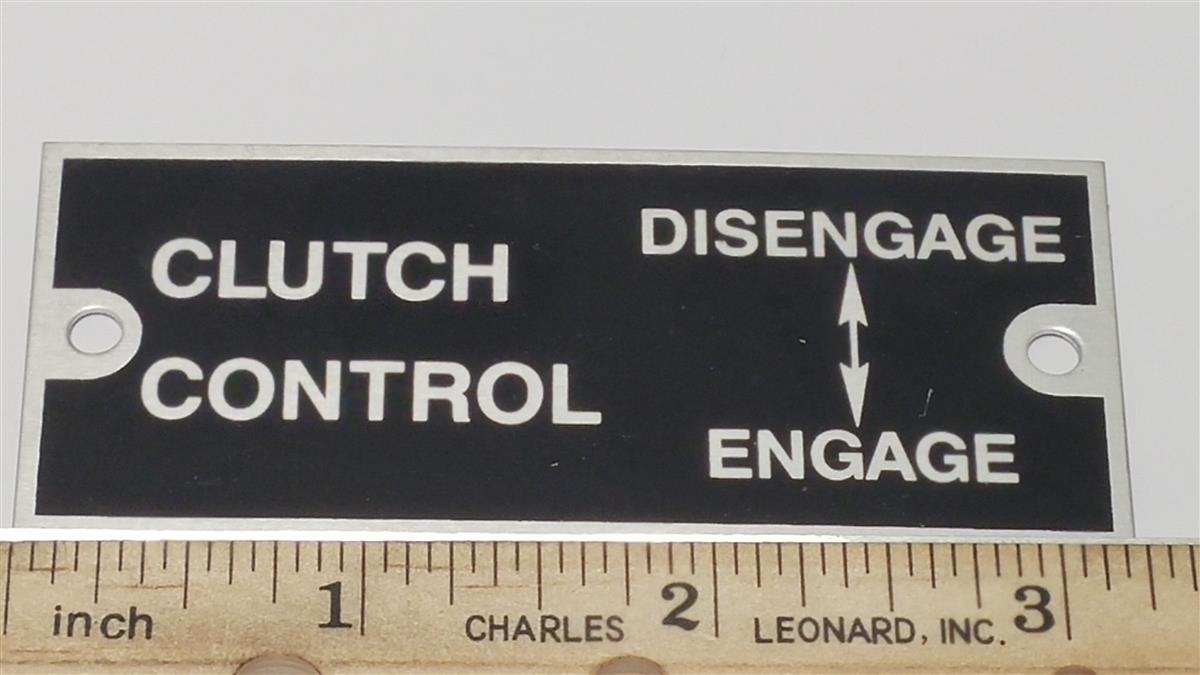 CLUTCH
CONTROL
DISENGAGE
ENGAGE
inch 1 CHARLES 2 LEONARD, INC. 3